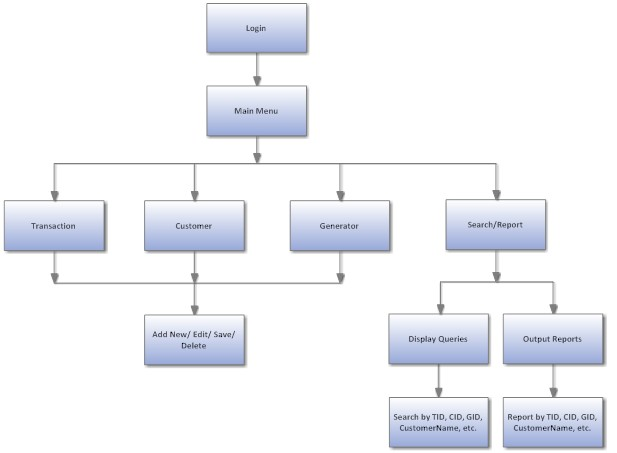 Login
Main Menu
Transaction
Customer
Generator
Search/Report
Add New/ Edit/ Save/
Delete
Display Queries
Output Reports
Search by TID, CID, GID,
CustomerName, etc.
Report by TID, CID, GID,
CustomerName, etc.